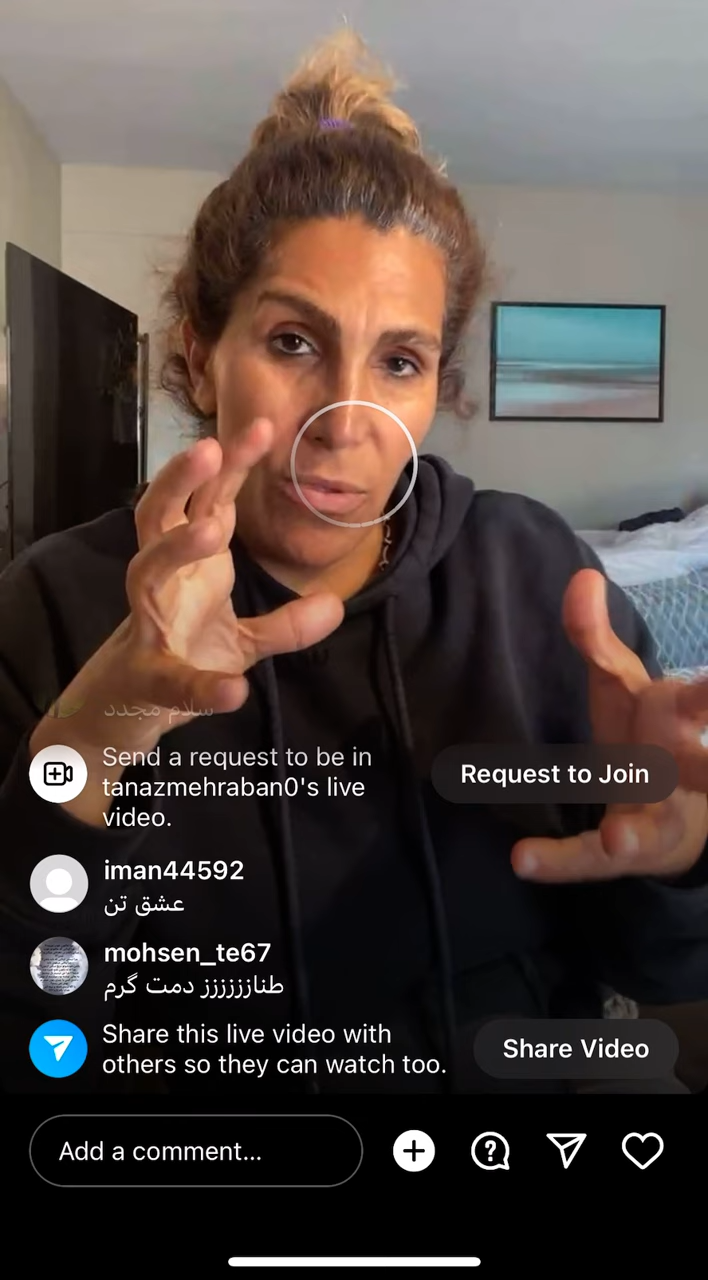 سلام مجدد
Send a request to be in
tanazmehraban0's live
video.
Request to Join
iman44592
عشق تن
mohsen_te67
طنازززززز دمت گرم
Share this live video with
others so they can watch too.
Share Video
Add a comment...